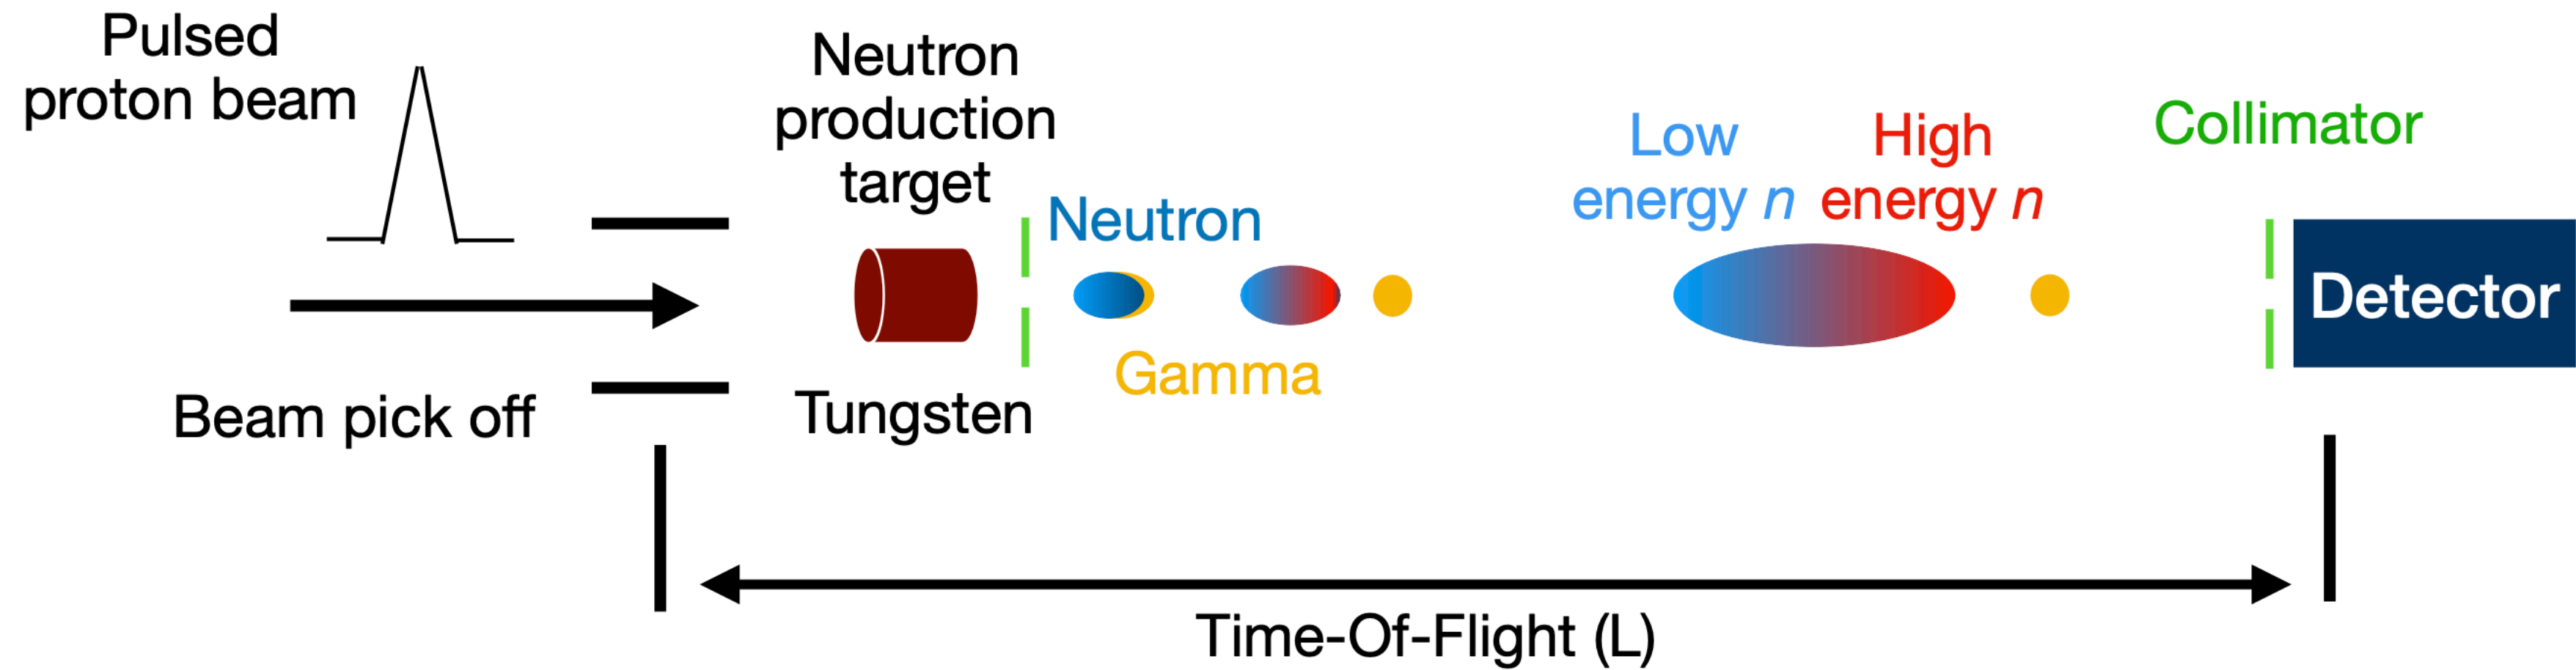 Pulsed
proton beam
Neutron
production
target
Beam pick off
Tungsten
Neutron
Gamma
Low
energy n
High
energy n
Collimator
Detector
Time-Of-Flight (L)